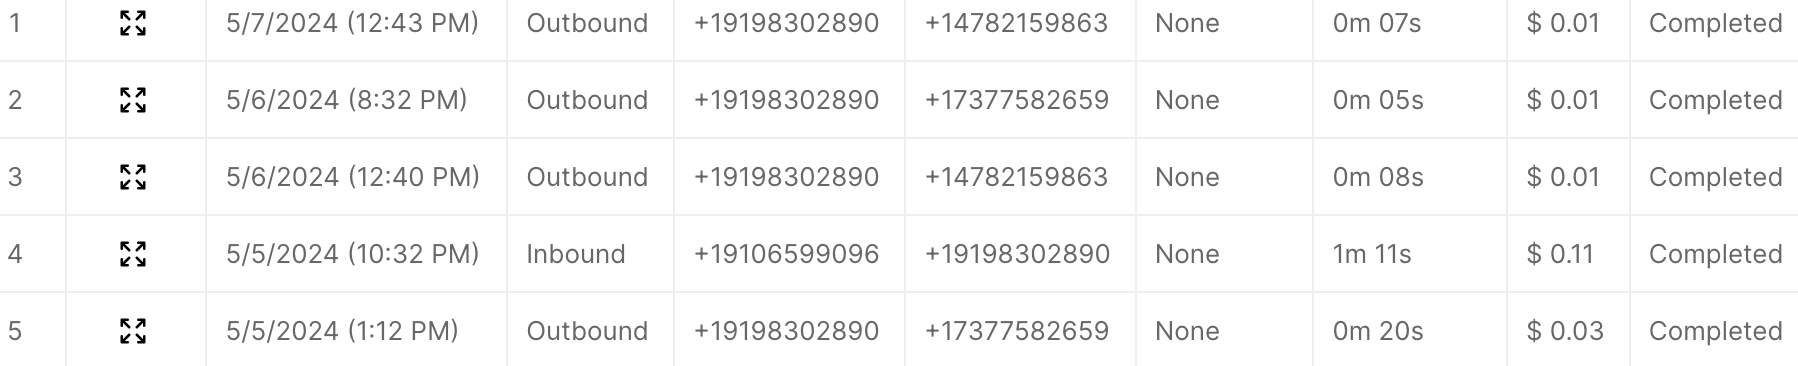 1 5/7/2024 (12:43 PM) Outbound +19198302890 +14782159863 None 0m 07s $ 0.01 Completed
2 5/6/2024 (8:32 PM) Outbound +19198302890 +17377582659 None 0m 05s $ 0.01 Completed
3 5/6/2024 (12:40 PM) Outbound +19198302890 +14782159863 None 0m 08s $ 0.01 Completed
4 5/5/2024 (10:32 PM) Inbound +19106599096 +19198302890 None 1m 11s $ 0.11 Completed
5 5/5/2024 (1:12 PM) Outbound +19198302890 +17377582659 None 0m 20s $ 0.03 Completed